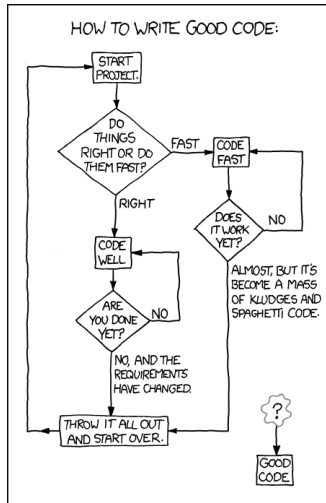 HOW TO WRITE GOOD CODE:
START
PROJECT.
DO
THINGS
RIGHT OR DO
THEM FAST?
FAST
CODE
FAST
RIGHT
DOES
IT WORK
YET?
NO
CODE
WELL
ALMOST, BUT IT'S
BECOME A MASS
OF KLUDGES AND
SPAGHETTI CODE.
ARE
YOU DONE
YET?
NO
NO, AND THE
REQUIREMENTS
HAVE CHANGED.
THROW IT ALL OUT
AND START OVER.
?
GOOD
CODE